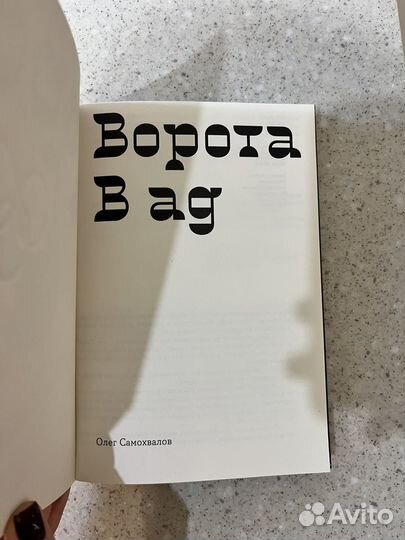 Ворота
В ад
Олег Самохвалов
Avito